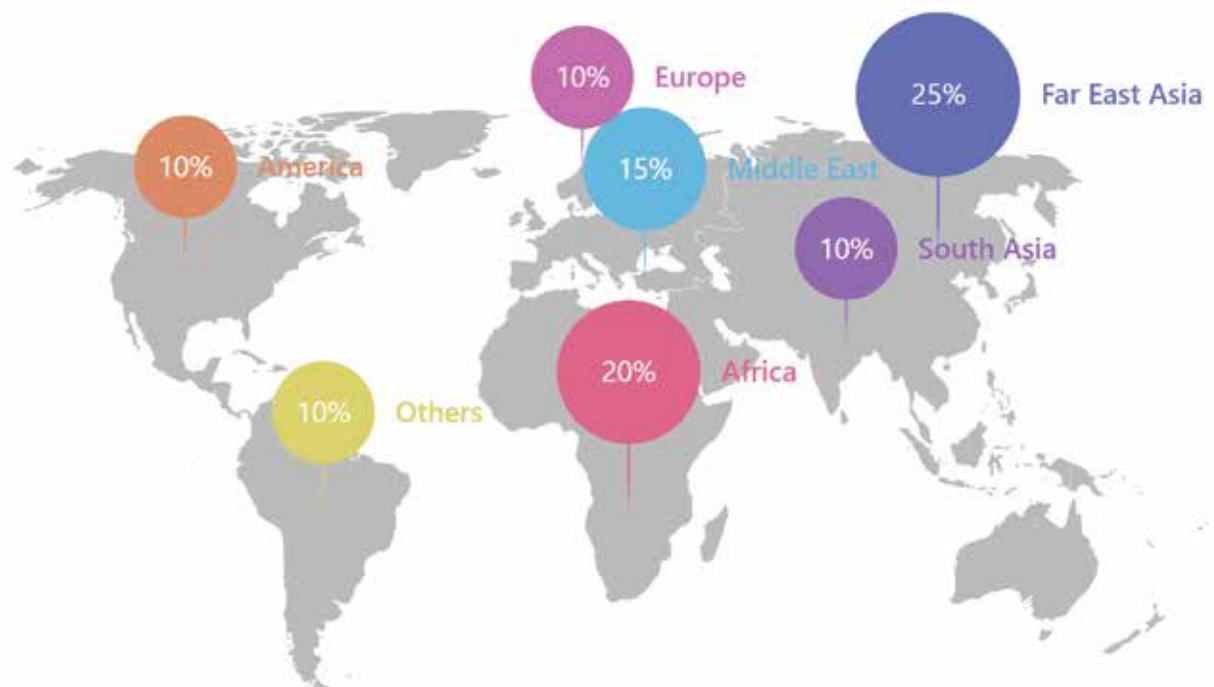 10% Europe
25% Far East Asia
10% America
15% Middle East
10% South Asia
20% Africa
10% Others